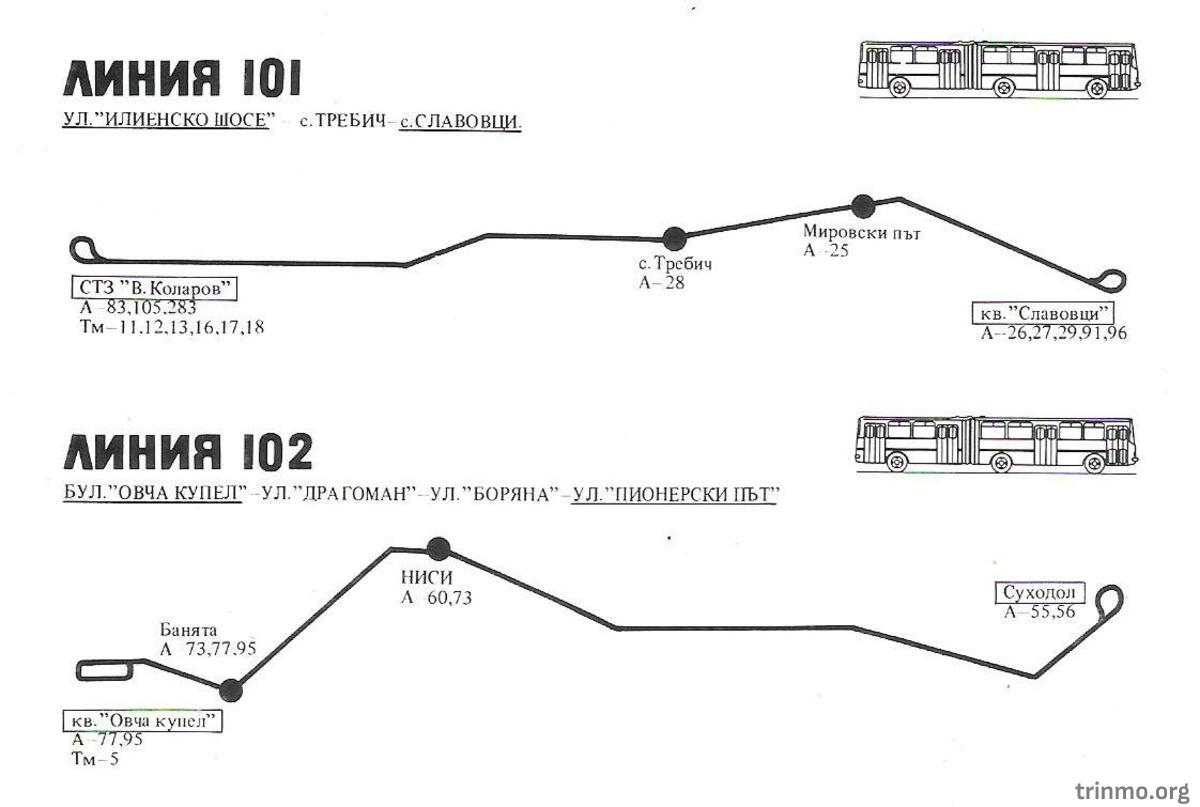 ЛИНИЯ 101
УЛ."ИЛИЕНСКО ШОСЕ" – с.ТРЕБИЧ–с.СЛАВОВЦИ.
Мировски път
А –25
с.Требич
А–28
СТЗ "В.Коларов"
А –83,105,283
Тм–11,12,13,16,17,18
кв."Славовци"
А–26,27,29,91,96
ЛИНИЯ 102
БУЛ."ОВЧА КУПЕЛ"–УЛ."ДРАГОМАН"–УЛ."БОРЯНА"–УЛ."ПИОНЕРСКИ ПЪТ"
НИСИ
А 60,73
Суходол
А–55,56
Банята
А 73,77.95
кв."Овча купел"
А –77,95
Тм–5
trinmo.org